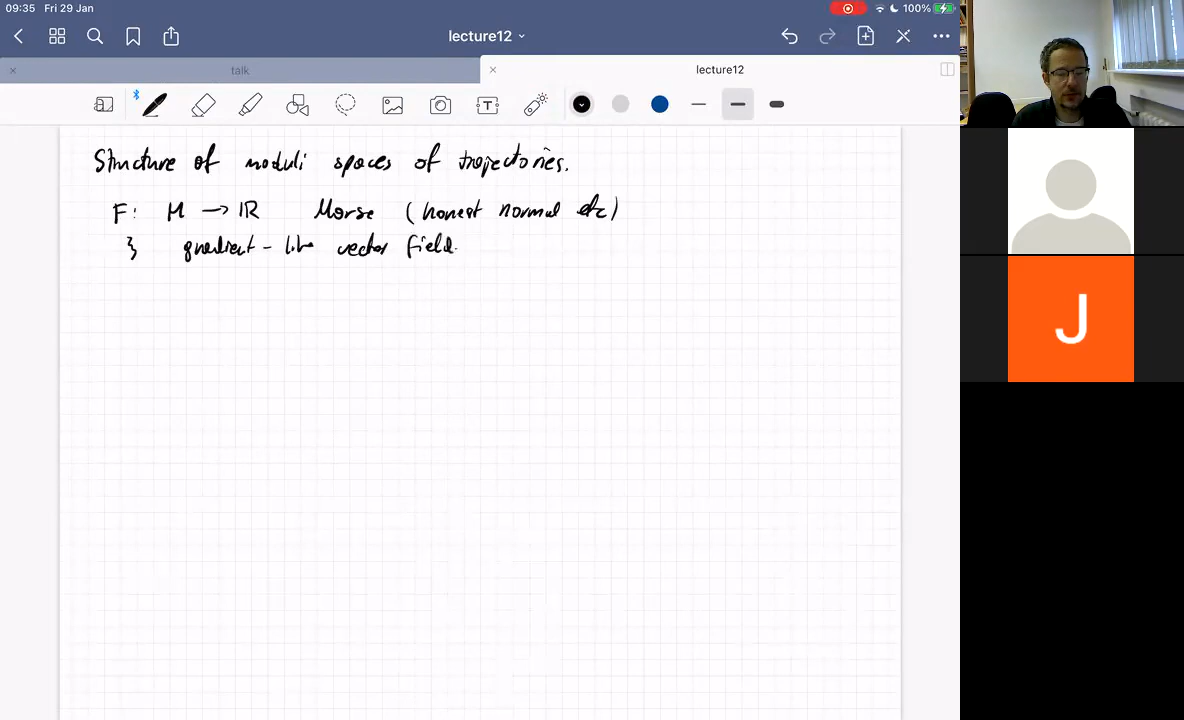 09:35 Fri 29 Jan
100%
lecture12
talk
lecture12
Structure of moduli spaces of trajectories.
F: M → IR Morse (honest normal etc)
ξ gradient-like vector field.
J